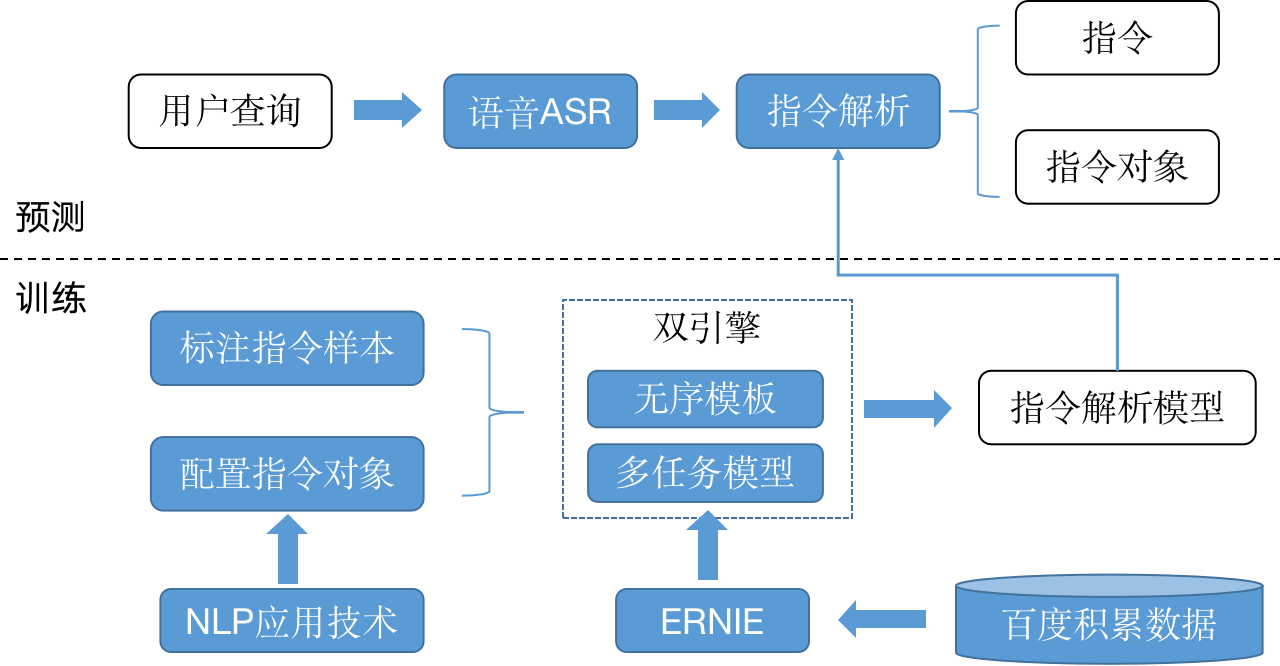 用户查询
语音ASR
指令解析
指令
指令对象
预测
训练
标注指令样本
配置指令对象
NLP应用技术
双引擎
无序模板
多任务模型
ERNIE
指令解析模型
百度积累数据